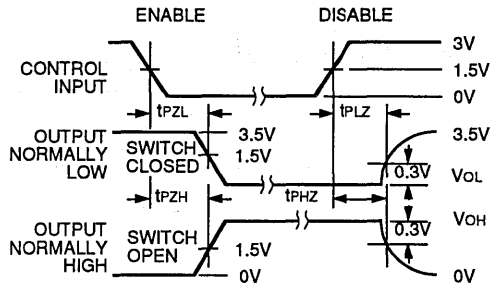 ENABLE DISABLE
3V
CONTROL INPUT
1.5V
0V
tPZL tPLZ
OUTPUT NORMALLY LOW
SWITCH CLOSED
3.5V 3.5V
1.5V
0.3V VOL
tPZH tPHZ
0.3V VOH
OUTPUT NORMALLY HIGH
SWITCH OPEN
1.5V
0V 0V